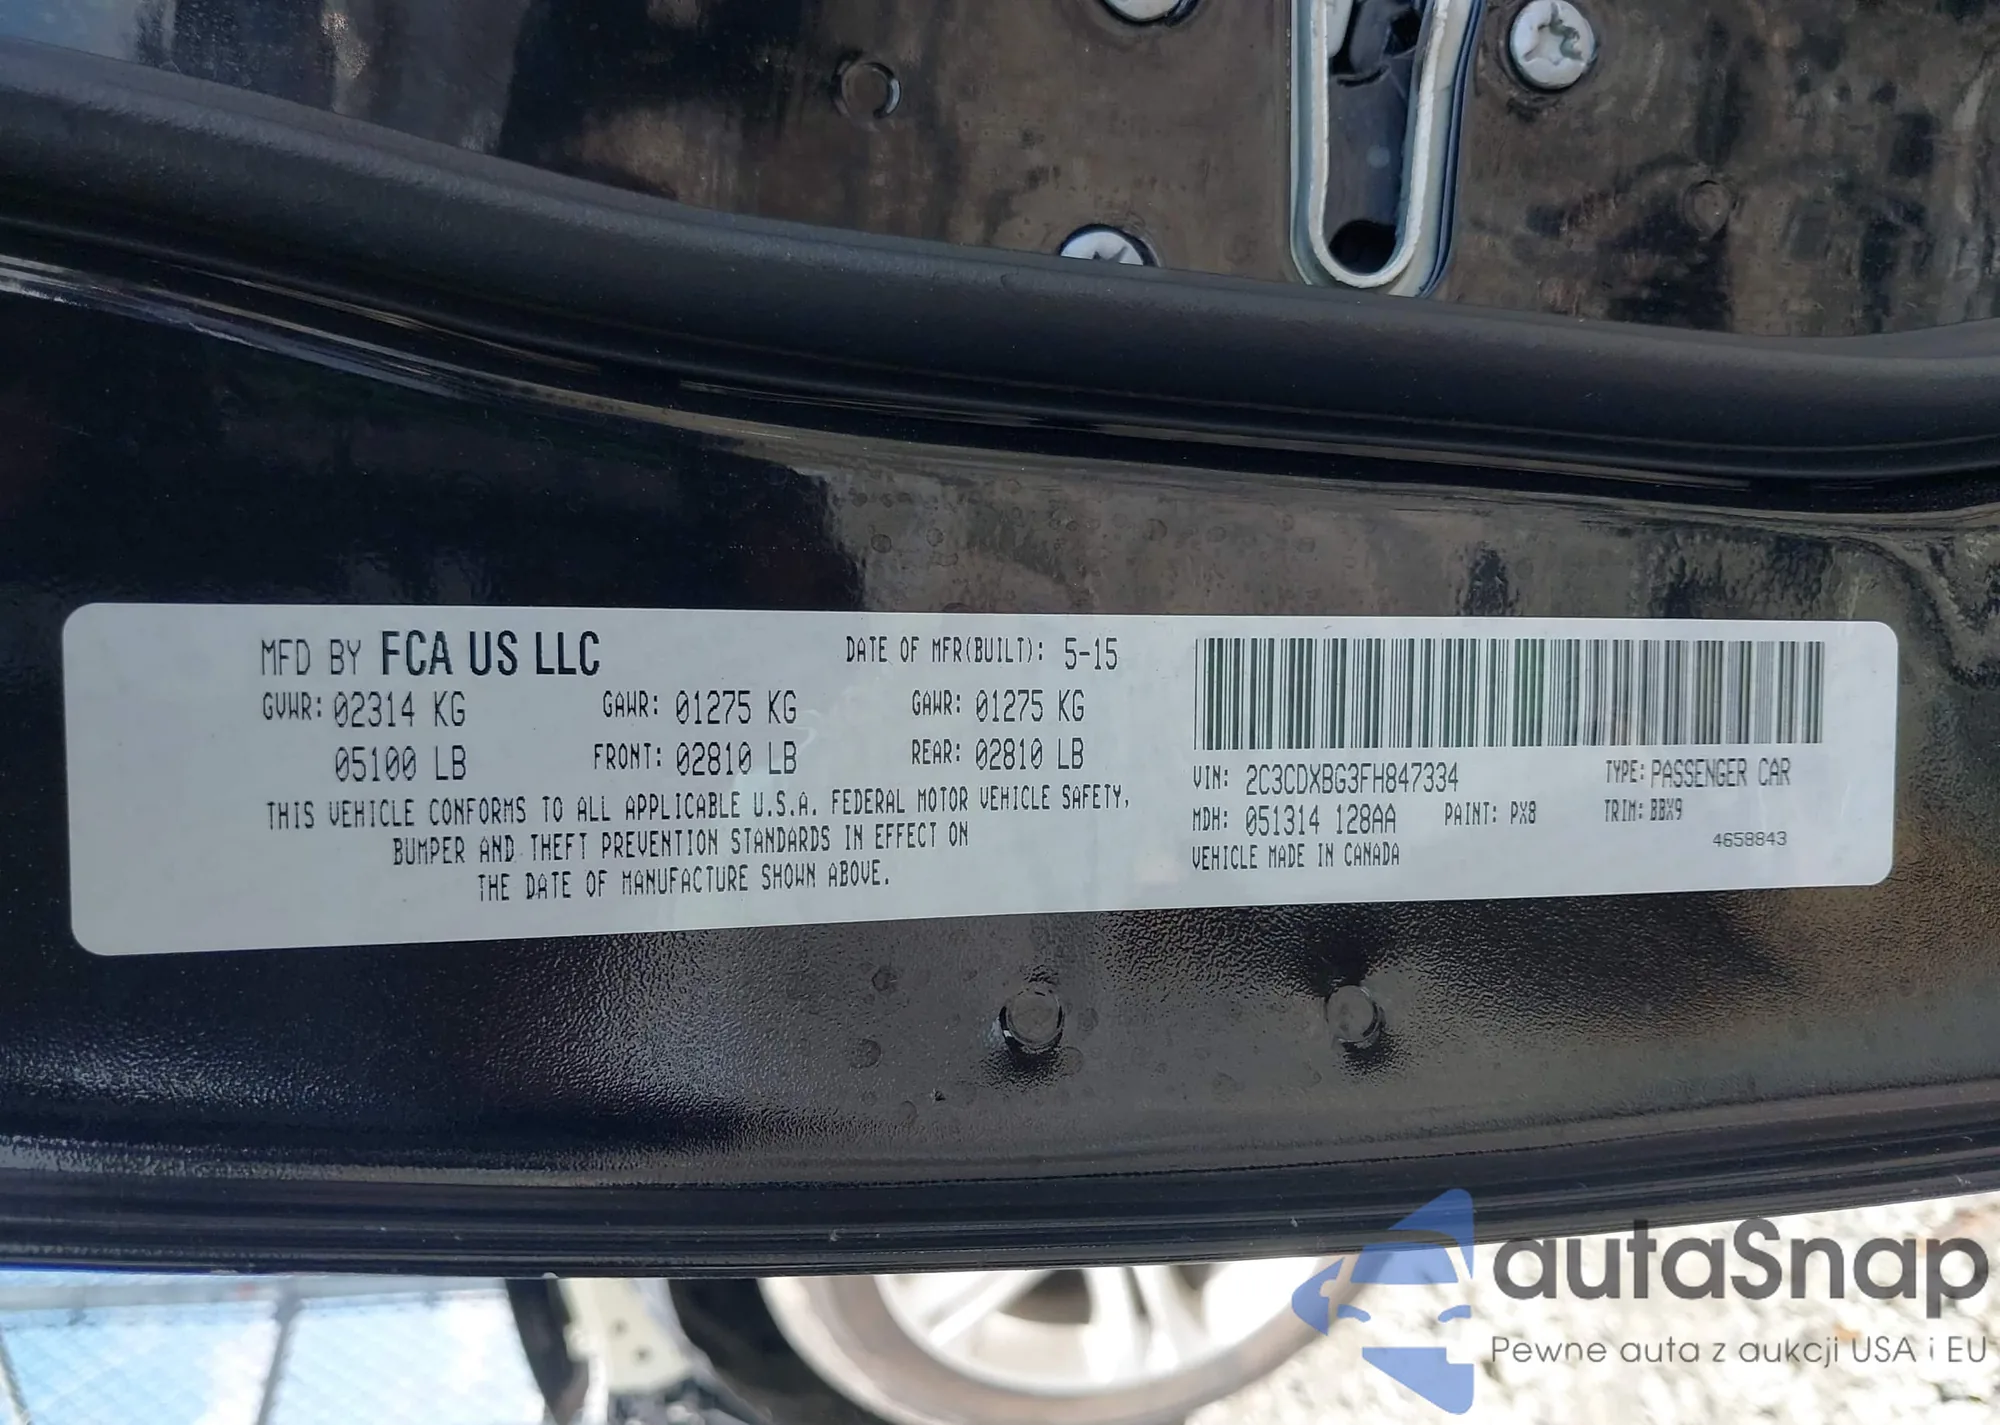 MFD BY FCA US LLC
DATE OF MFR(BUILT): 5-15
GVWR: 02314 KG GAWR: 01275 KG GAWR: 01275 KG
05100 LB FRONT: 02810 LB REAR: 02810 LB
THIS VEHICLE CONFORMS TO ALL APPLICABLE U.S.A. FEDERAL MOTOR VEHICLE SAFETY,
BUMPER AND THEFT PREVENTION STANDARDS IN EFFECT ON
THE DATE OF MANUFACTURE SHOWN ABOVE.
VIN: 2C3CDXBG3FH847334 TYPE: PASSENGER CAR
MDH: 051314 128AA PAINT: PX8 TRIM: BBX9
VEHICLE MADE IN CANADA 4658843
autaSnap
Pewne auta z aukcji USA i EU